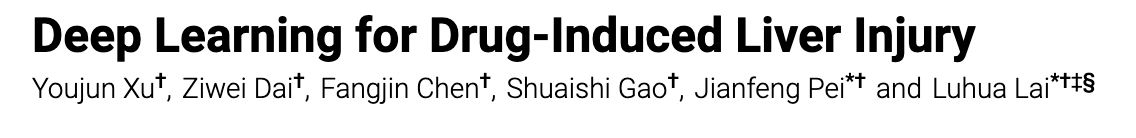 Deep Learning for Drug-Induced Liver Injury
Youjun Xu†, Ziwei Dai†, Fangjin Chen†, Shuaishi Gao†, Jianfeng Pei*† and Luhua Lai*†‡§